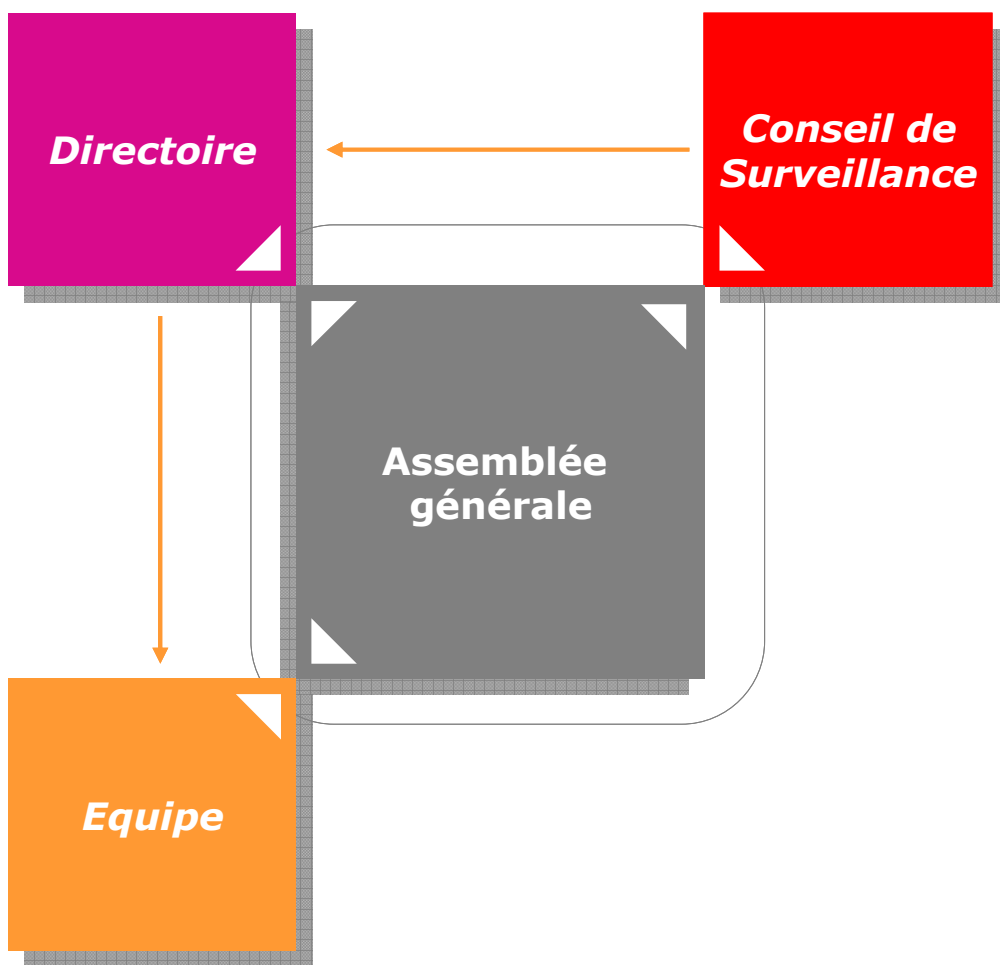 Directoire
Conseil de
Surveillance
Assemblée
générale
Equipe